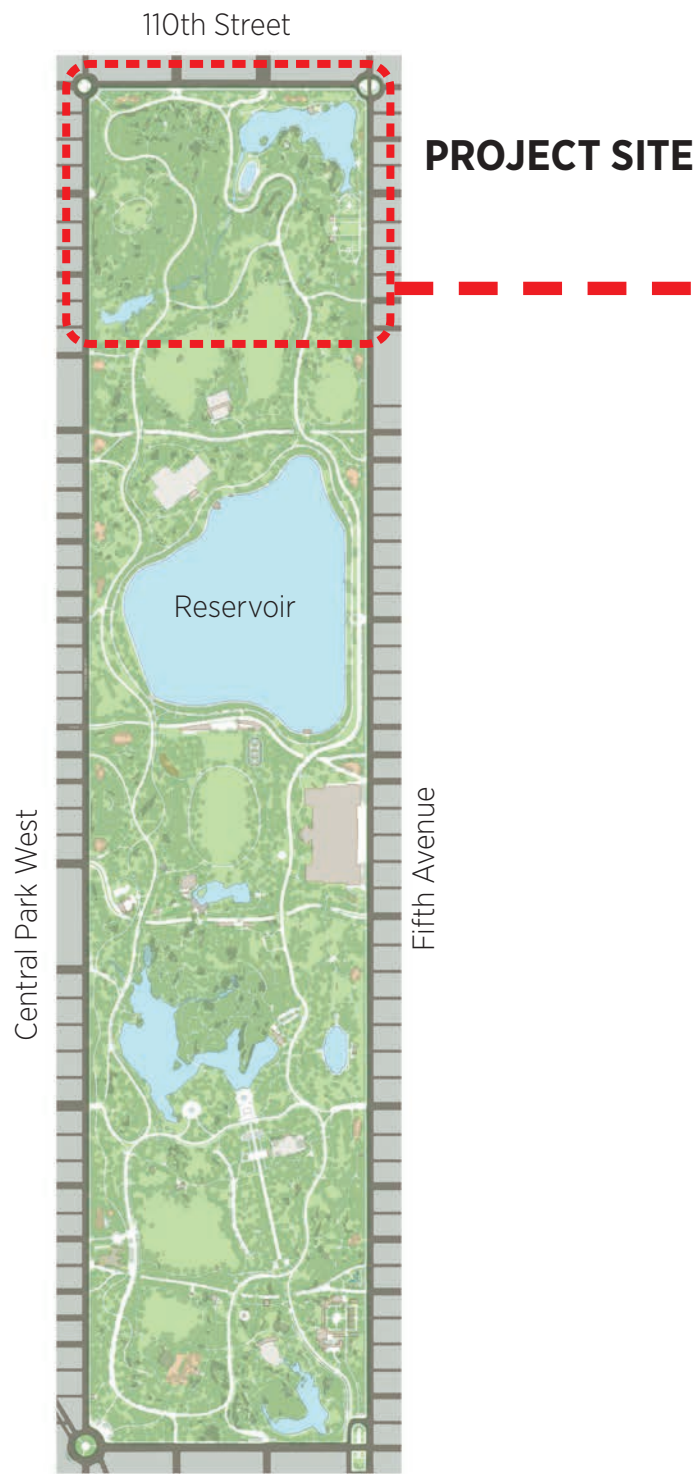 110th Street
PROJECT SITE
Reservoir
Central Park West
Fifth Avenue